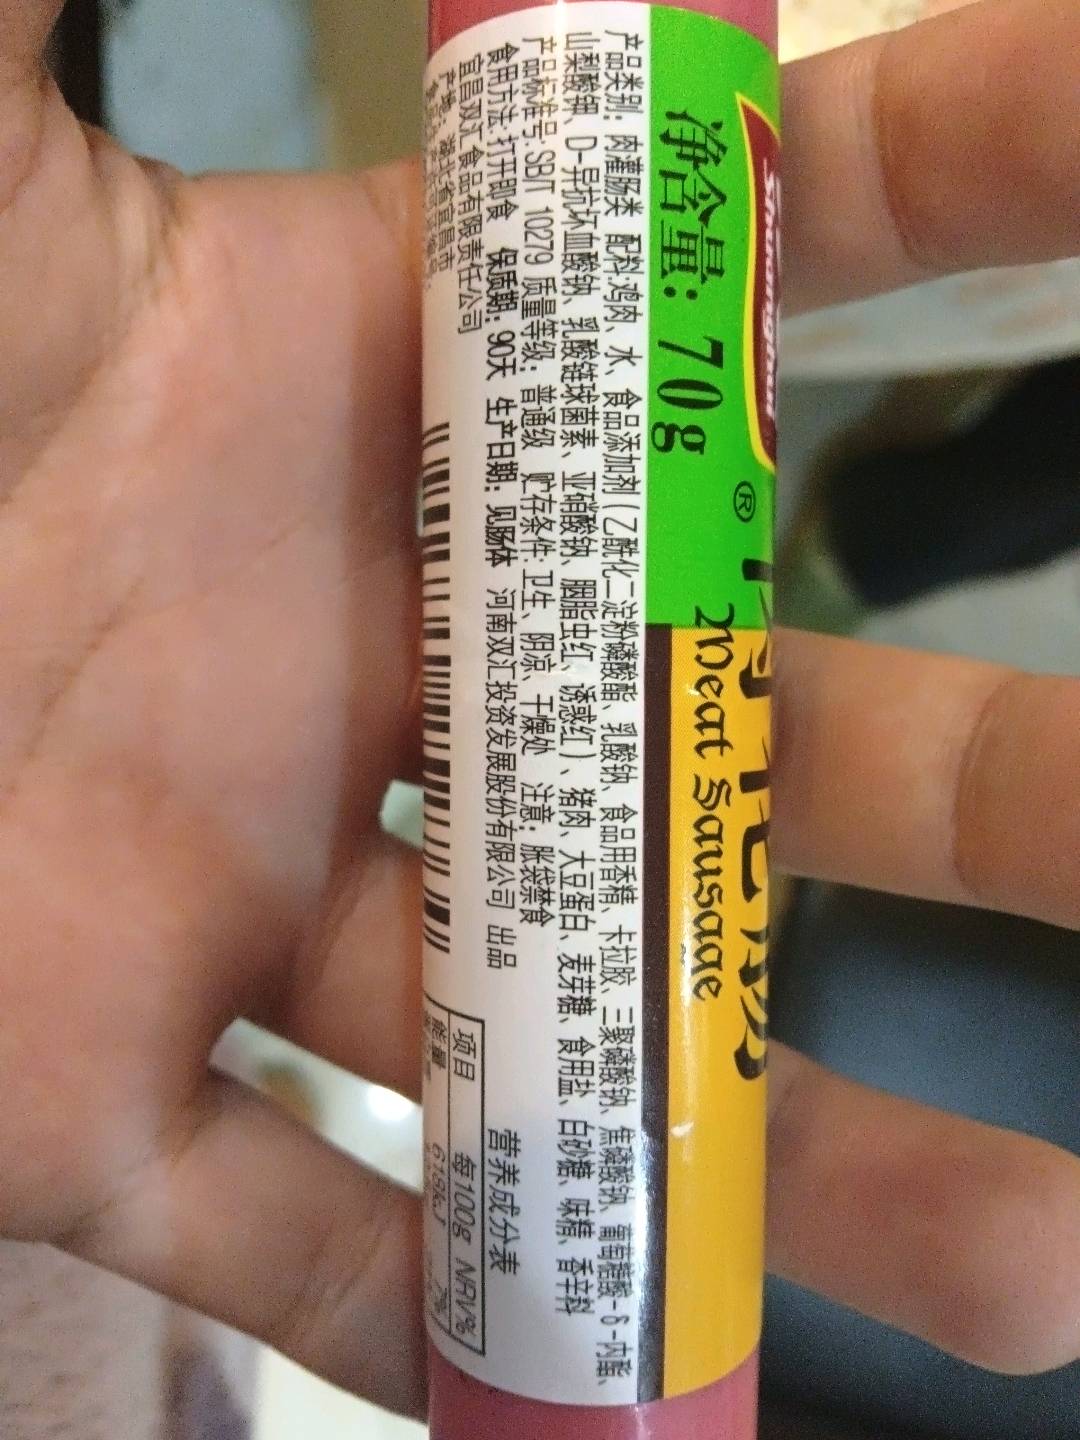 Shuanghui
®
Meat Sausage
净含量：70g
产品类别：肉灌肠类 配料:鸡肉、水、食品添加剂(乙酰化二淀粉磷酸酯、乳酸钠、食品用香精、卡拉胶、三聚磷酸钠、焦磷酸钠、葡萄糖酸-δ-内酯、
山梨酸钾、D-异抗坏血酸钠、乳酸链球菌素、亚硝酸钠、胭脂虫红、诱惑红)、猪肉、大豆蛋白、麦芽糖、食用盐、白砂糖、味精、香辛料
产品标准号:SB/T 10279 质量等级：普通级 贮存条件:卫生、阴凉、干燥处 注意：胀袋禁食
食用方法:打开即食 保质期：90天 生产日期：见肠体 河南双汇投资发展股份有限公司 出品
宜昌双汇食品有限责任公司
产地：湖北省宜昌市
营养成分表
项目 每100g NRV%
能量 618kJ 7%